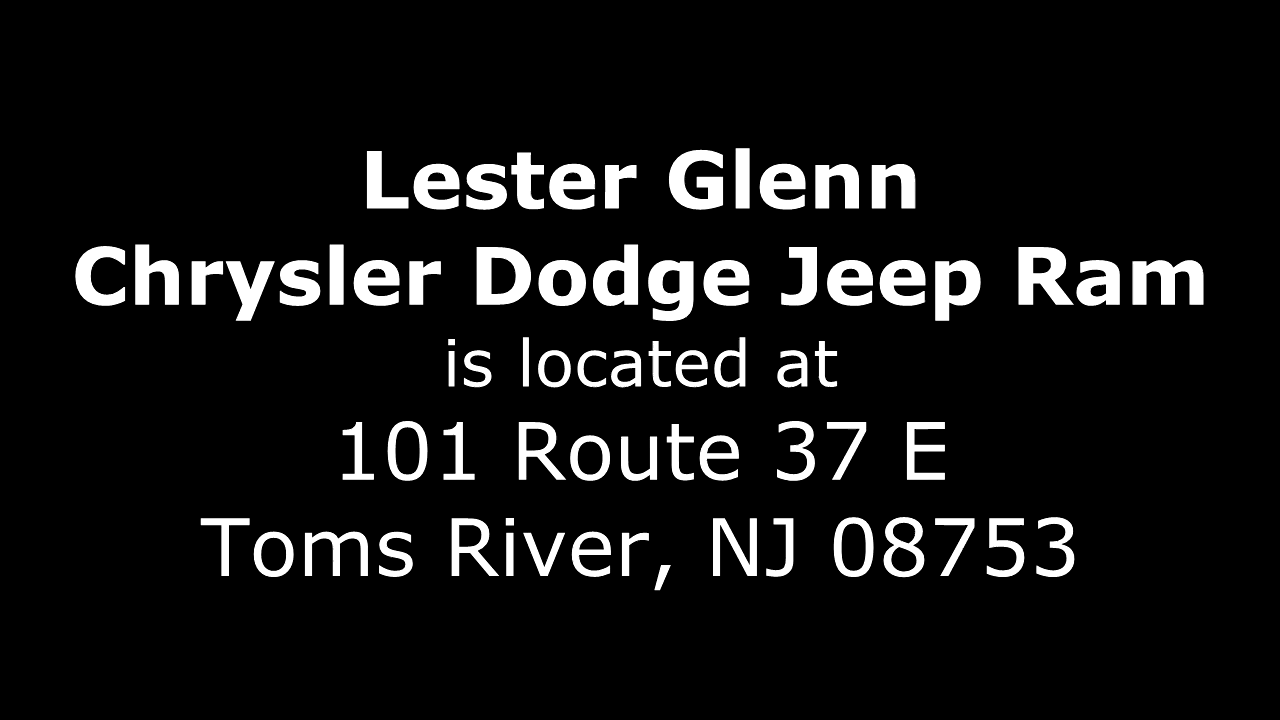 Lester Glenn
Chrysler Dodge Jeep Ram
is located at
101 Route 37 E
Toms River, NJ 08753